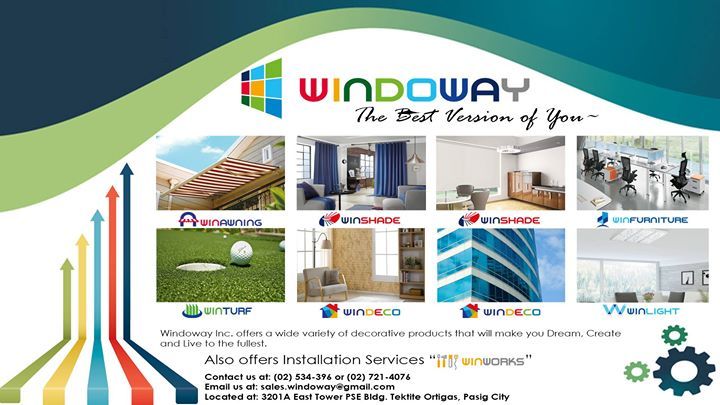 WINDOWAY
The Best Version of You~
WINAWNING
WINSHADE
WINSHADE
WINFURNITURE
WINTURF
WINDECO
WINDECO
WINLIGHT
Windoway Inc. offers a wide variety of decorative products that will make you Dream, Create
and Live to the fullest.
Also offers Installation Services “WINWORKS”
Contact us at: (02) 534-396 or (02) 721-4076
Email us at: sales.windoway@gmail.com
Located at: 3201A East Tower PSE Bldg. Tektite Ortigas, Pasig City